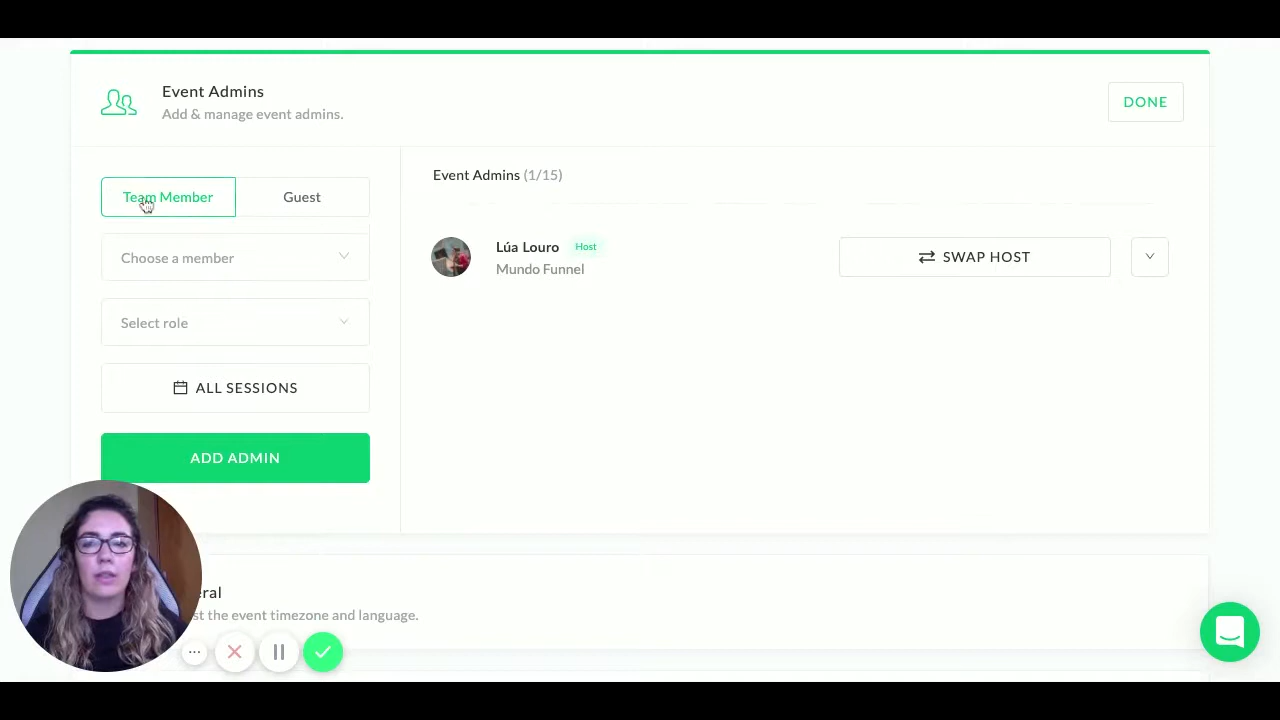 Event Admins
Add & manage event admins.
DONE
Team Member
Guest
Choose a member
Select role
ALL SESSIONS
ADD ADMIN
Event Admins (1/15)
Lúa Louro Host
Mundo Funnel
SWAP HOST
eral
st the event timezone and language.